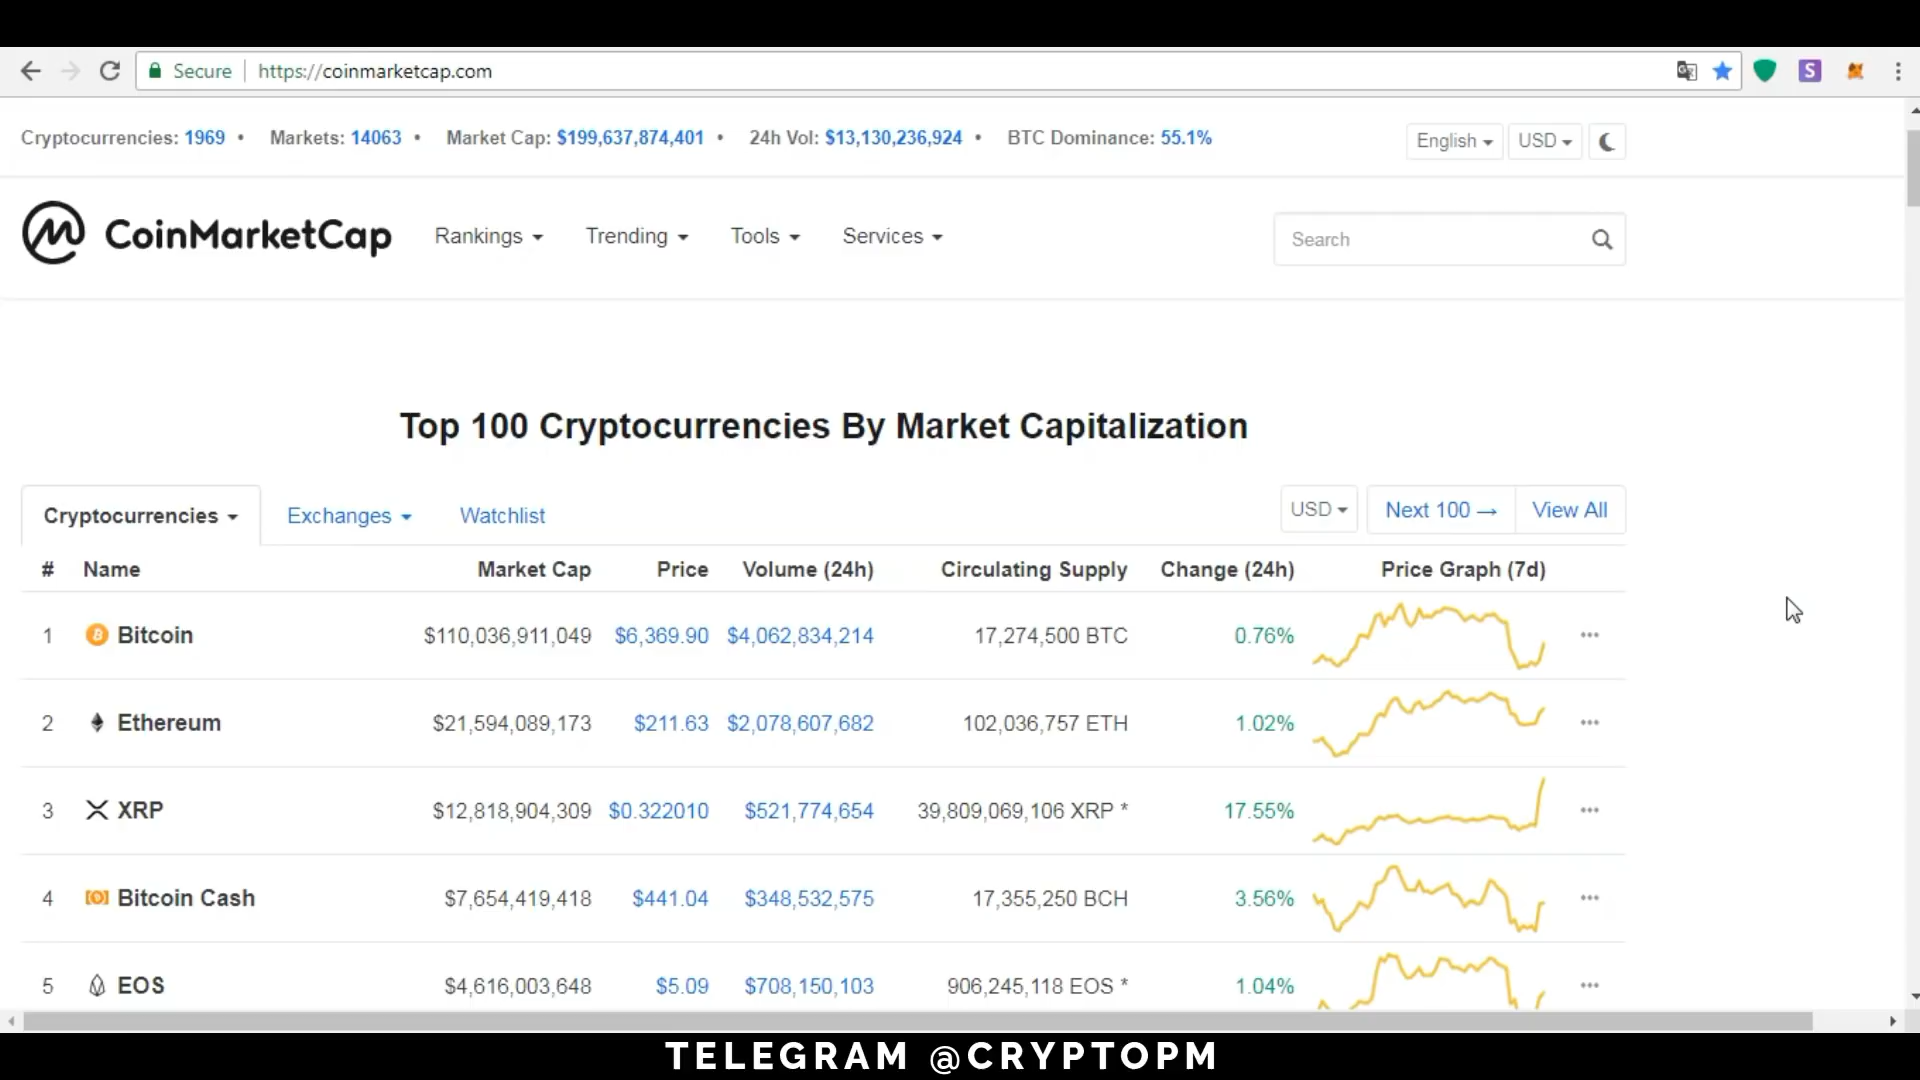 Secure https://coinmarketcap.com S
Cryptocurrencies: 1969 • Markets: 14063 • Market Cap: $199,637,874,401 • 24h Vol: $13,130,236,924 • BTC Dominance: 55.1% English USD
CoinMarketCap Rankings Trending Tools Services Search
Top 100 Cryptocurrencies By Market Capitalization
Cryptocurrencies Exchanges Watchlist USD Next 100 → View All
# Name Market Cap Price Volume (24h) Circulating Supply Change (24h) Price Graph (7d)
1 Bitcoin $110,036,911,049 $6,369.90 $4,062,834,214 17,274,500 BTC 0.76%
2 Ethereum $21,594,089,173 $211.63 $2,078,607,682 102,036,757 ETH 1.02%
3 XRP $12,818,904,309 $0.322010 $521,774,654 39,809,069,106 XRP * 17.55%
4 Bitcoin Cash $7,654,419,418 $441.04 $348,532,575 17,355,250 BCH 3.56%
5 EOS $4,616,003,648 $5.09 $708,150,103 906,245,118 EOS * 1.04%
TELEGRAM @CRYPTOPM